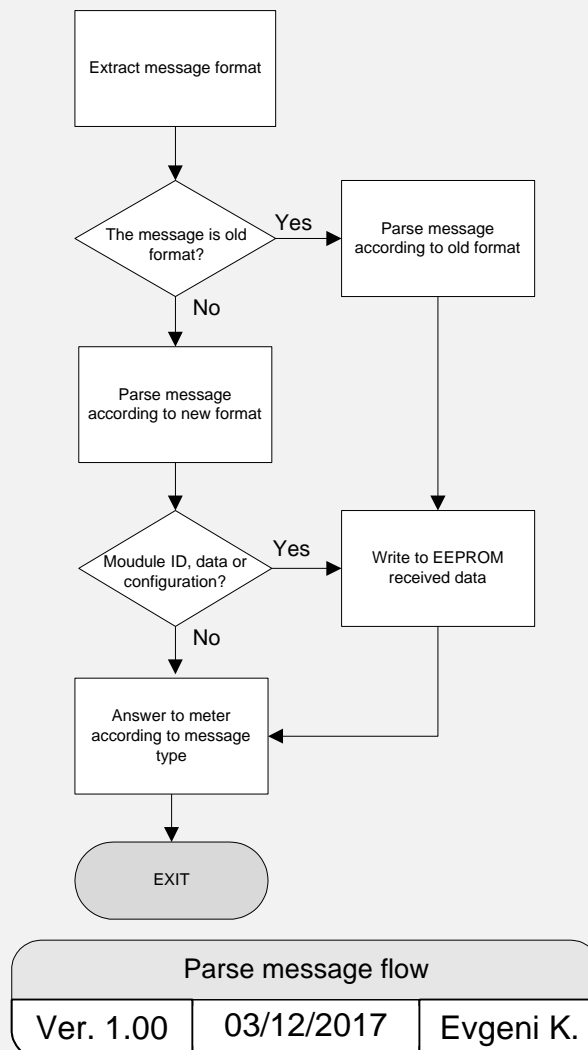 Extract message format
The message is old
format?
Yes
Parse message
according to old format
No
Parse message
according to new format
Moudule ID, data or
configuration?
Yes
Write to EEPROM
received data
No
Answer to meter
according to message
type
EXIT
Parse message flow
Ver. 1.00
03/12/2017
Evgeni K.